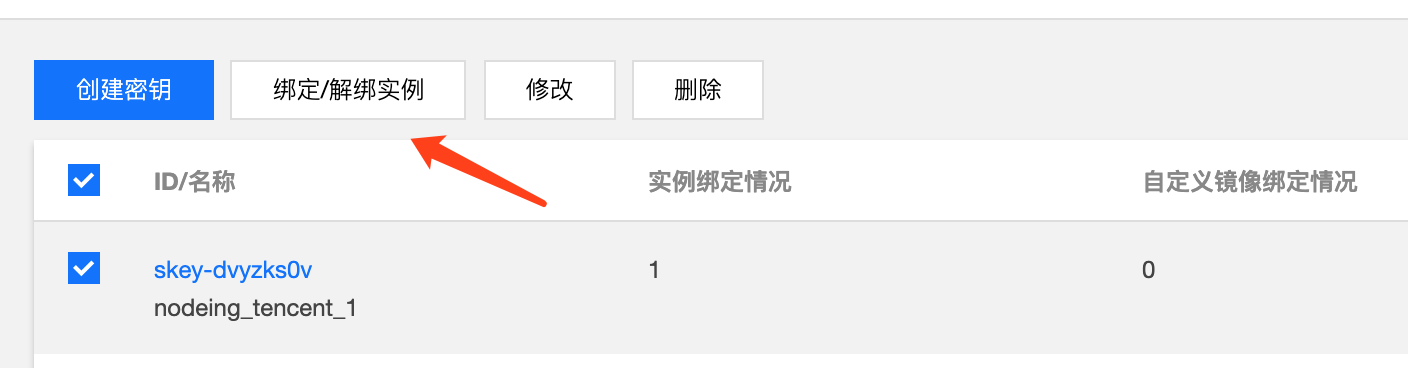 创建密钥 绑定/解绑实例 修改 删除
ID/名称 实例绑定情况 自定义镜像绑定情况
skey-dvyzks0v 1 0
nodeing_tencent_1